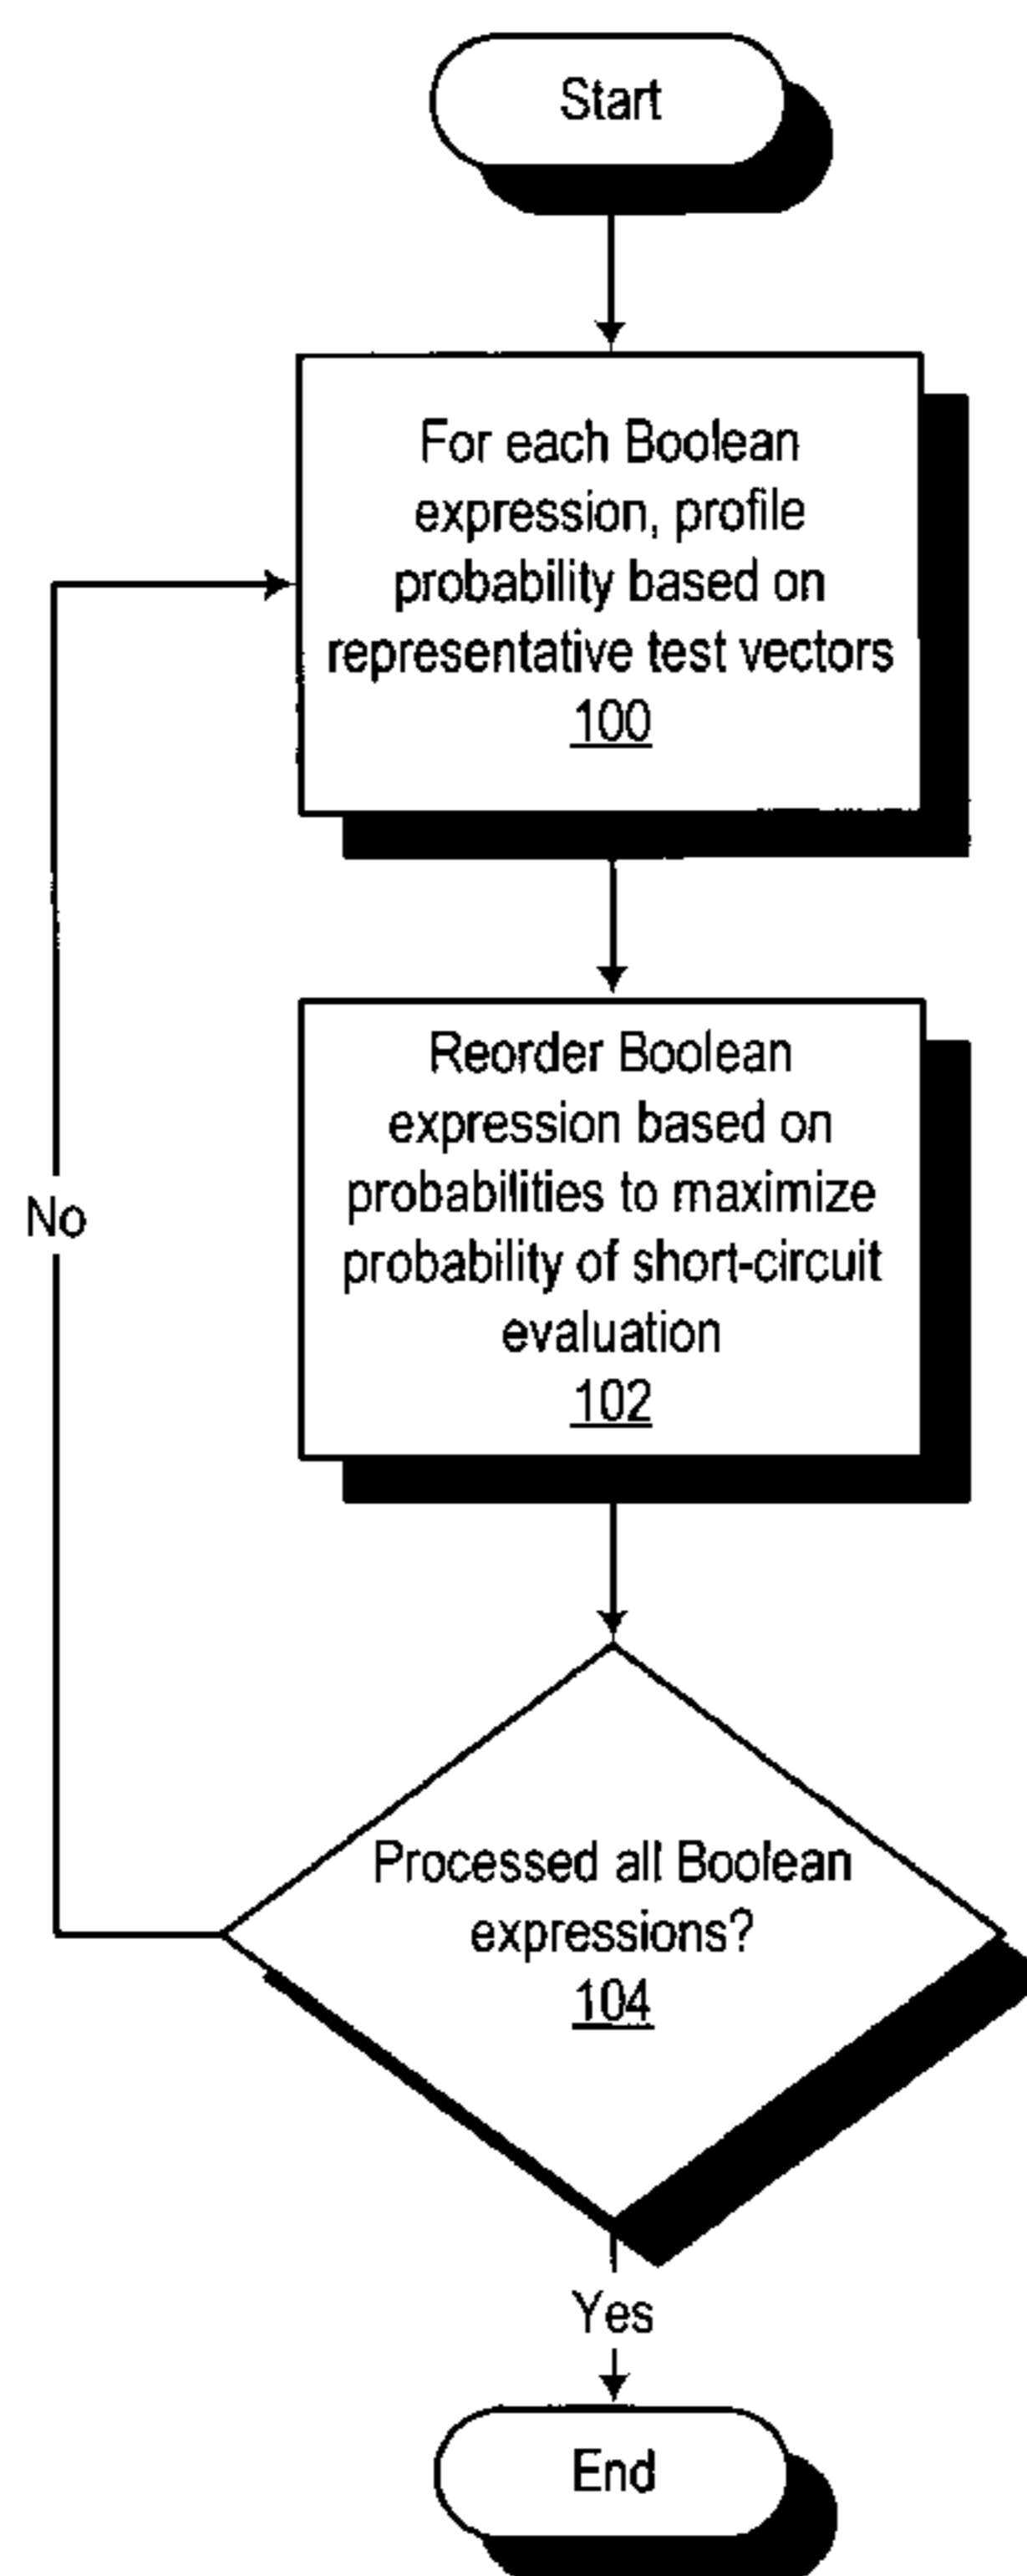 Start
For each Boolean
expression, profile
probability based on
representative test vectors
100
Reorder Boolean
expression based on
probabilities to maximize
probability of short-circuit
evaluation
102
No
Processed all Boolean
expressions?
104
Yes
End